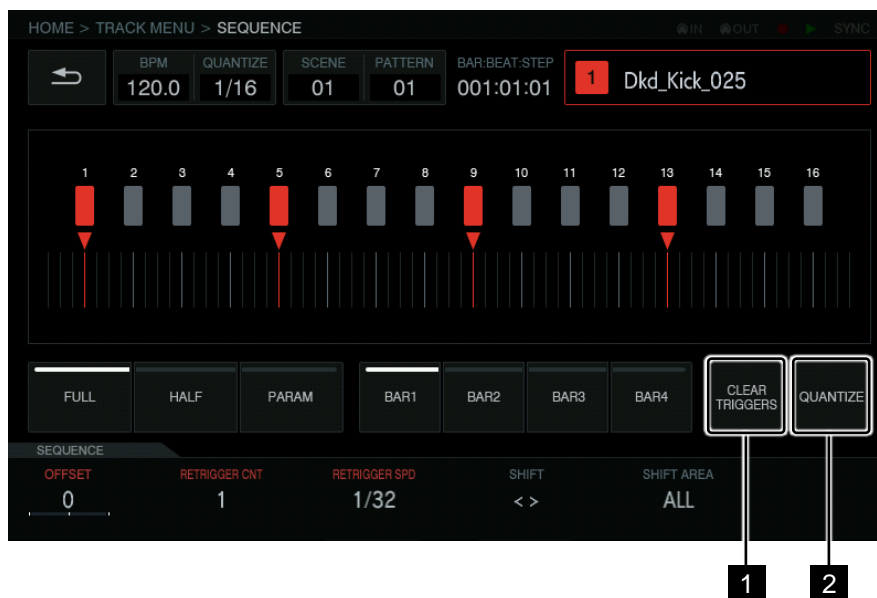 HOME > TRACK MENU > SEQUENCE IN OUT SYNC
BPM QUANTIZE SCENE PATTERN BAR:BEAT:STEP
120.0 1/16 01 01 001:01:01 1 Dkd_Kick_025
1 2 3 4 5 6 7 8 9 10 11 12 13 14 15 16
FULL HALF PARAM BAR1 BAR2 BAR3 BAR4 CLEAR TRIGGERS QUANTIZE
SEQUENCE
OFFSET RETRIGGER CNT RETRIGGER SPD SHIFT SHIFT AREA
0 1 1/32 < > ALL
1 2